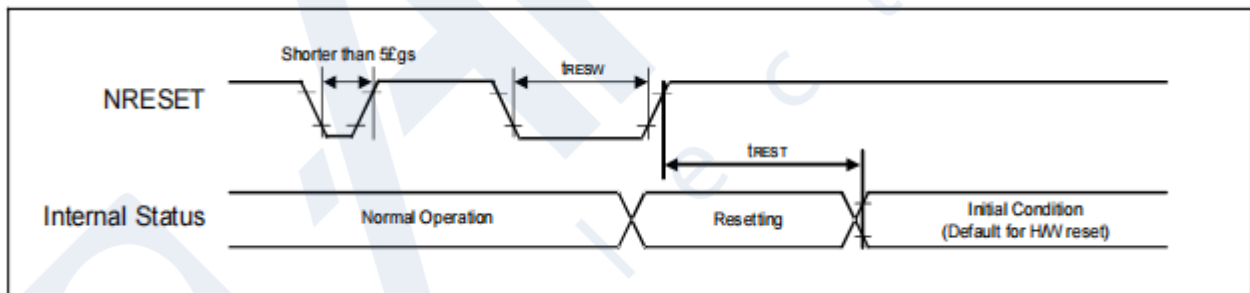 Shorter than 5£gs
tRESW
NRESET
tREST
Internal Status
Normal Operation
Resetting
Initial Condition
(Default for H/W reset)